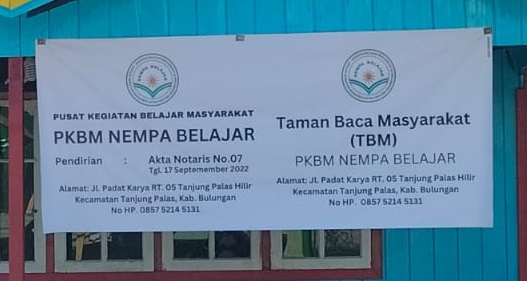 PUSAT KEGIATAN BELAJAR MASYARAKAT
PKBM NEMPA BELAJAR
Pendirian : Akta Notaris No.07
Tgl. 17 Septemember 2022
Alamat: Jl. Padat Karya RT. 05 Tanjung Palas Hilir
Kecamatan Tanjung Palas, Kab. Bulungan
No HP. 0857 5214 5131
Taman Baca Masyarakat
(TBM)
PKBM NEMPA BELAJAR
Alamat: Jl. Padat Karya RT. 05 Tanjung Palas Hilir
Kecamatan Tanjung Palas, Kab. Bulungan
No HP. 0857 5214 5131